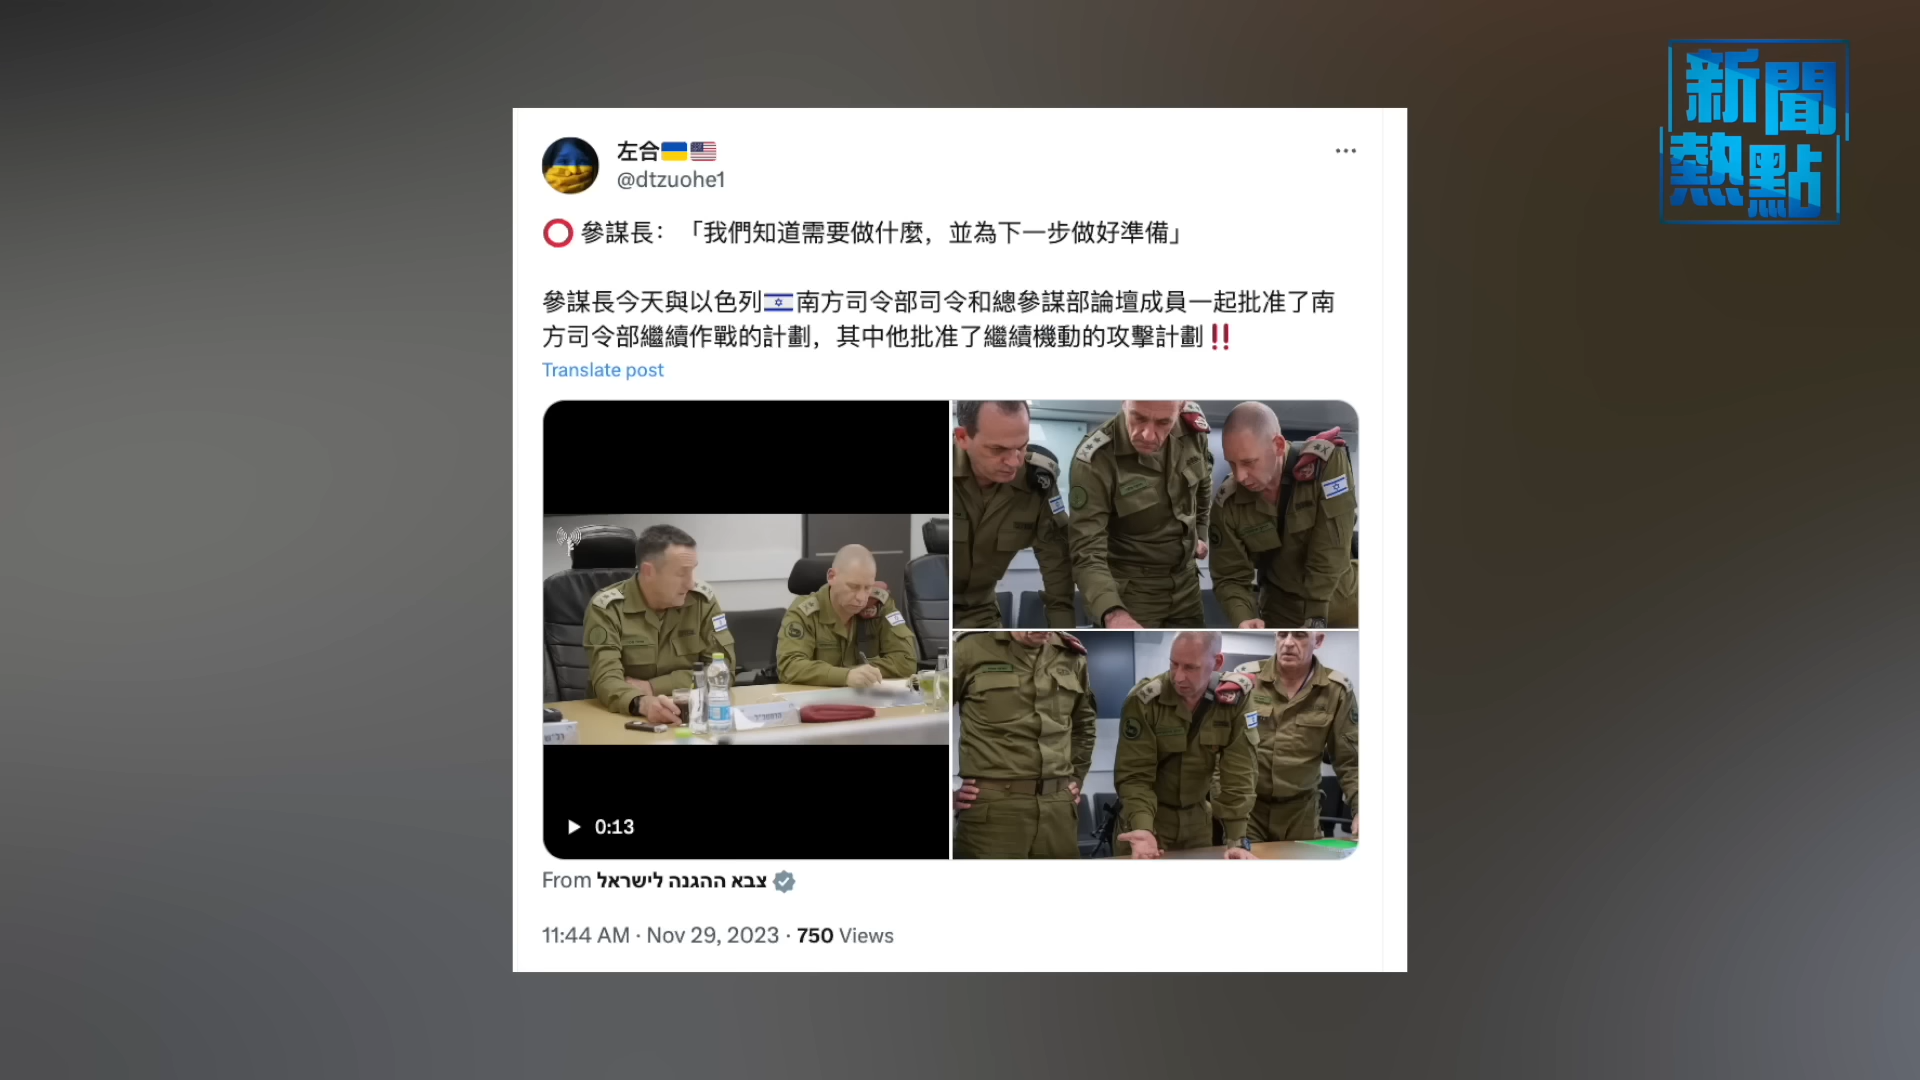 新聞
熱點
左合🇺🇦🇺🇸
@dtzuohe1
⭕ 參謀長：「我們知道需要做什麼，並為下一步做好準備」
參謀長今天與以色列🇮🇱南方司令部司令和總參謀部論壇成員一起批准了南
方司令部繼續作戰的計劃，其中他批准了繼續機動的攻擊計劃‼️
Translate post
0:13
From צבא ההגנה לישראל
11:44 AM · Nov 29, 2023 · 750 Views